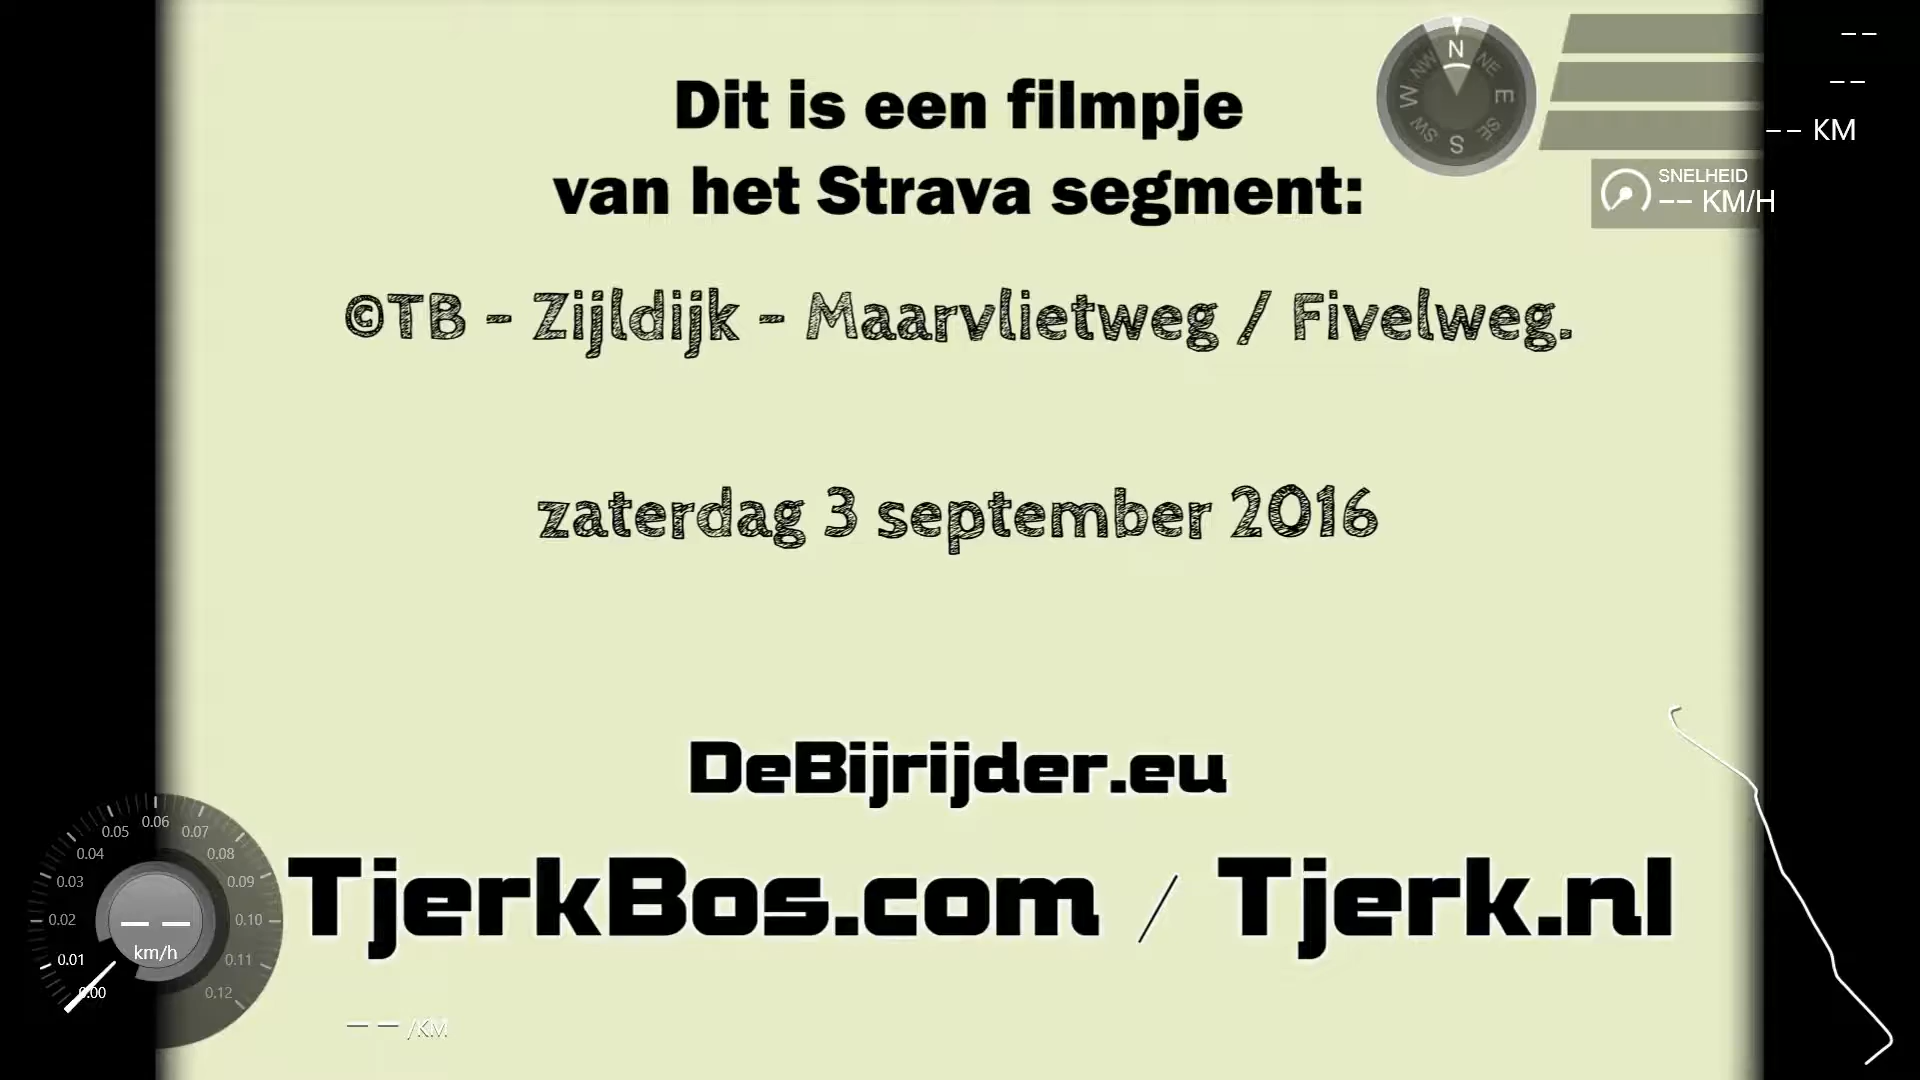 Dit is een filmpje
van het Strava segment:
©TB - Zijldijk - Maarvlietweg / Fivelweg.
zaterdag 3 september 2016
DeBijrijder.eu
TjerkBos.com / Tjerk.nl
N
NE
E
SE
S
SW
W
NW
--
--
-- KM
SNELHEID
-- KM/H
0.00
0.01
0.02
0.03
0.04
0.05
0.06
0.07
0.08
0.09
0.10
0.11
0.12
-- 
km/h
-- /KM